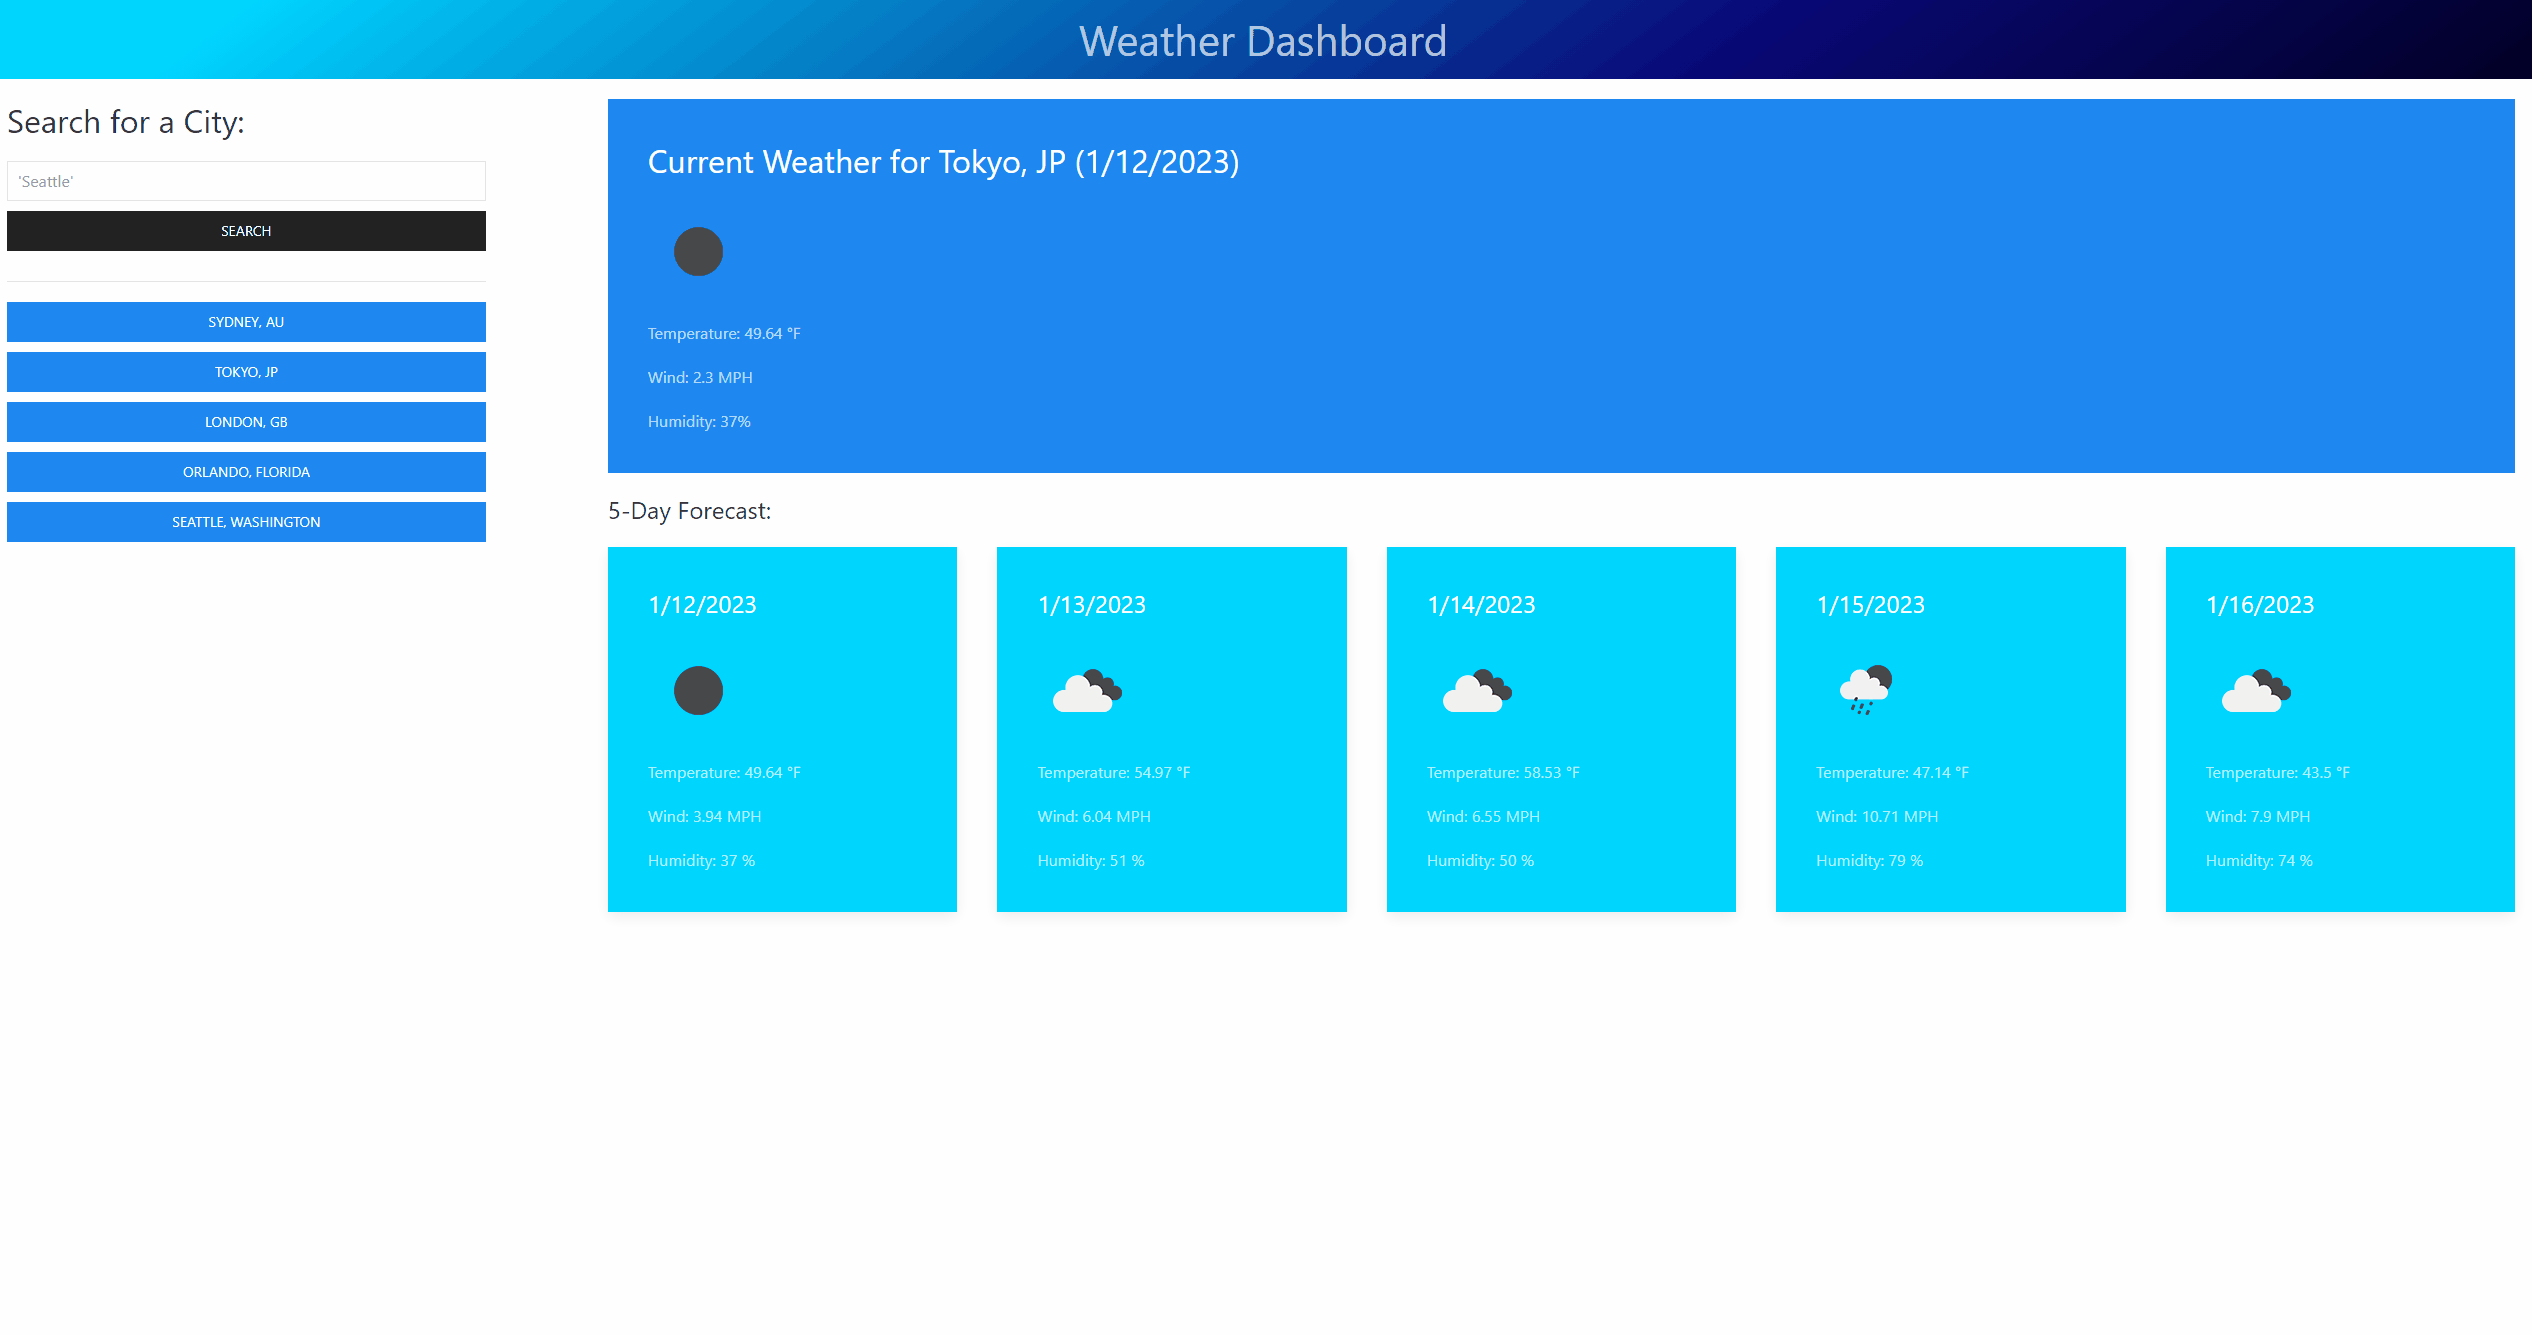 Weather Dashboard
Search for a City:
'Seattle'
SEARCH
SYDNEY, AU
TOKYO, JP
LONDON, GB
ORLANDO, FLORIDA
SEATTLE, WASHINGTON
Current Weather for Tokyo, JP (1/12/2023)
Temperature: 49.64 °F
Wind: 2.3 MPH
Humidity: 37%
5-Day Forecast:
1/12/2023
Temperature: 49.64 °F
Wind: 3.94 MPH
Humidity: 37 %
1/13/2023
Temperature: 54.97 °F
Wind: 6.04 MPH
Humidity: 51 %
1/14/2023
Temperature: 58.53 °F
Wind: 6.55 MPH
Humidity: 50 %
1/15/2023
Temperature: 47.14 °F
Wind: 10.71 MPH
Humidity: 79 %
1/16/2023
Temperature: 43.5 °F
Wind: 7.9 MPH
Humidity: 74 %